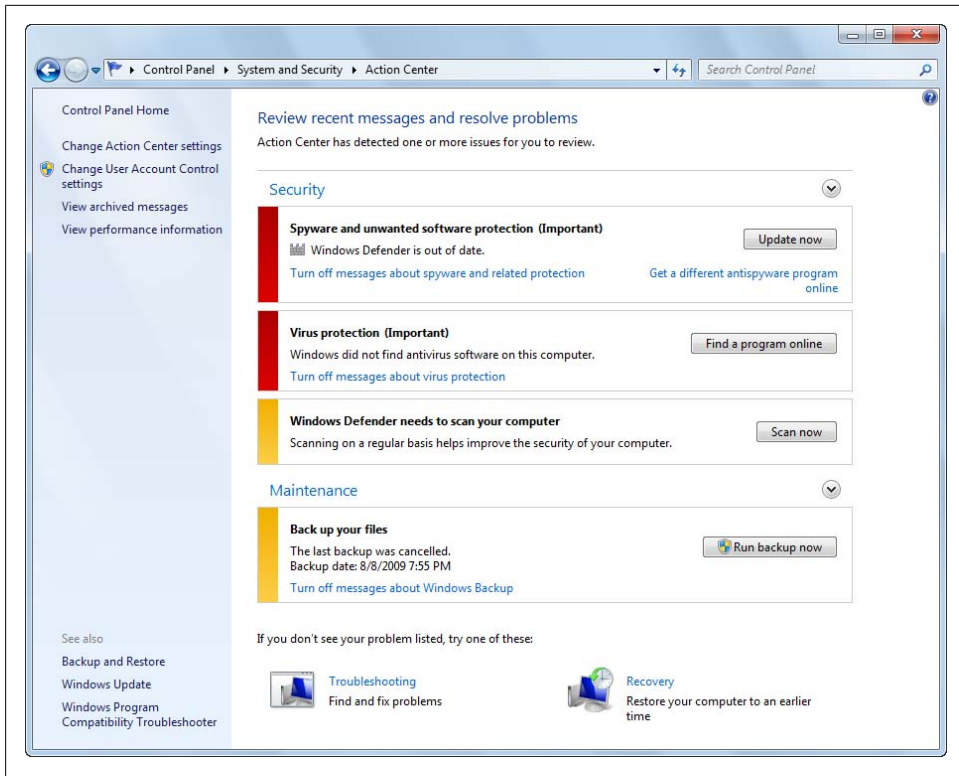 Control Panel ▸ System and Security ▸ Action Center
Search Control Panel
Control Panel Home
Change Action Center settings
Change User Account Control
settings
View archived messages
View performance information
Review recent messages and resolve problems
Action Center has detected one or more issues for you to review.
Security
Spyware and unwanted software protection (Important)
Windows Defender is out of date.
Update now
Turn off messages about spyware and related protection
Get a different antispyware program
online
Virus protection (Important)
Windows did not find antivirus software on this computer.
Find a program online
Turn off messages about virus protection
Windows Defender needs to scan your computer
Scanning on a regular basis helps improve the security of your computer.
Scan now
Maintenance
Back up your files
The last backup was cancelled.
Backup date: 8/8/2009 7:55 PM
Run backup now
Turn off messages about Windows Backup
See also
Backup and Restore
Windows Update
Windows Program
Compatibility Troubleshooter
If you don't see your problem listed, try one of these:
Troubleshooting
Find and fix problems
Recovery
Restore your computer to an earlier
time